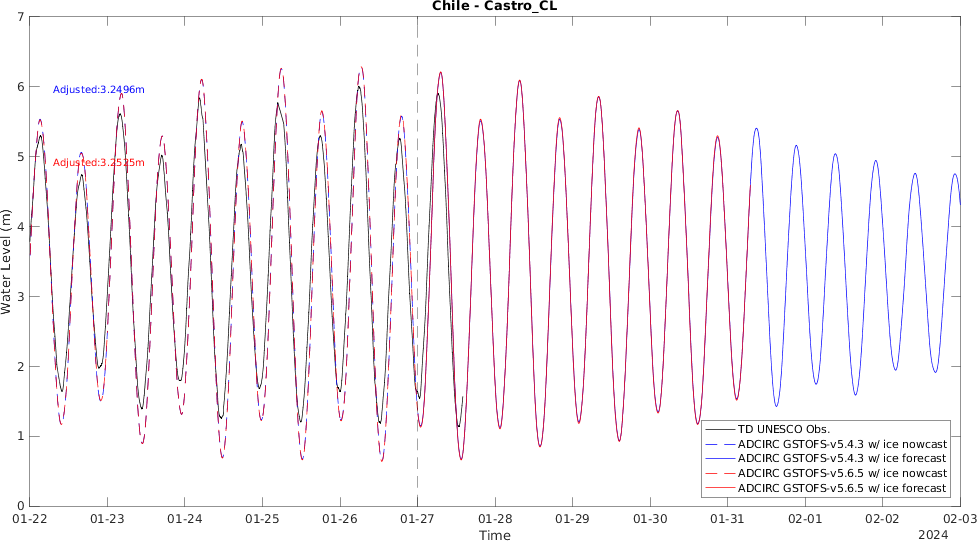 Chile - Castro_CL
7
6
5
4
3
2
1
0
Water Level (m)
Adjusted:3.2496m
Adjusted:3.2525m
TD UNESCO Obs.
ADCIRC GSTOFS-v5.4.3 w/ ice nowcast
ADCIRC GSTOFS-v5.4.3 w/ ice forecast
ADCIRC GSTOFS-v5.6.5 w/ ice nowcast
ADCIRC GSTOFS-v5.6.5 w/ ice forecast
01-22 01-23 01-24 01-25 01-26 01-27 01-28 01-29 01-30 01-31 02-01 02-02 02-03
Time
2024